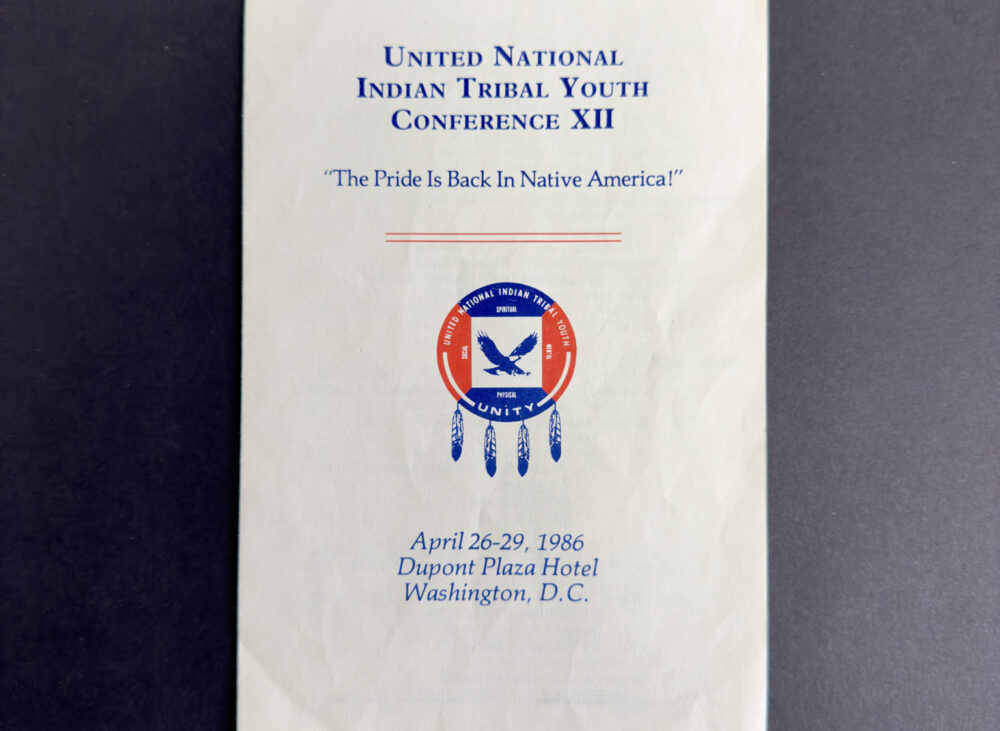 UNITED NATIONAL
INDIAN TRIBAL YOUTH
CONFERENCE XII
"The Pride Is Back In Native America!"
UNITED NATIONAL INDIAN TRIBAL YOUTH
SPIRITUAL
SOCIAL
MENTAL
PHYSICAL
UNITY
April 26-29, 1986
Dupont Plaza Hotel
Washington, D.C.